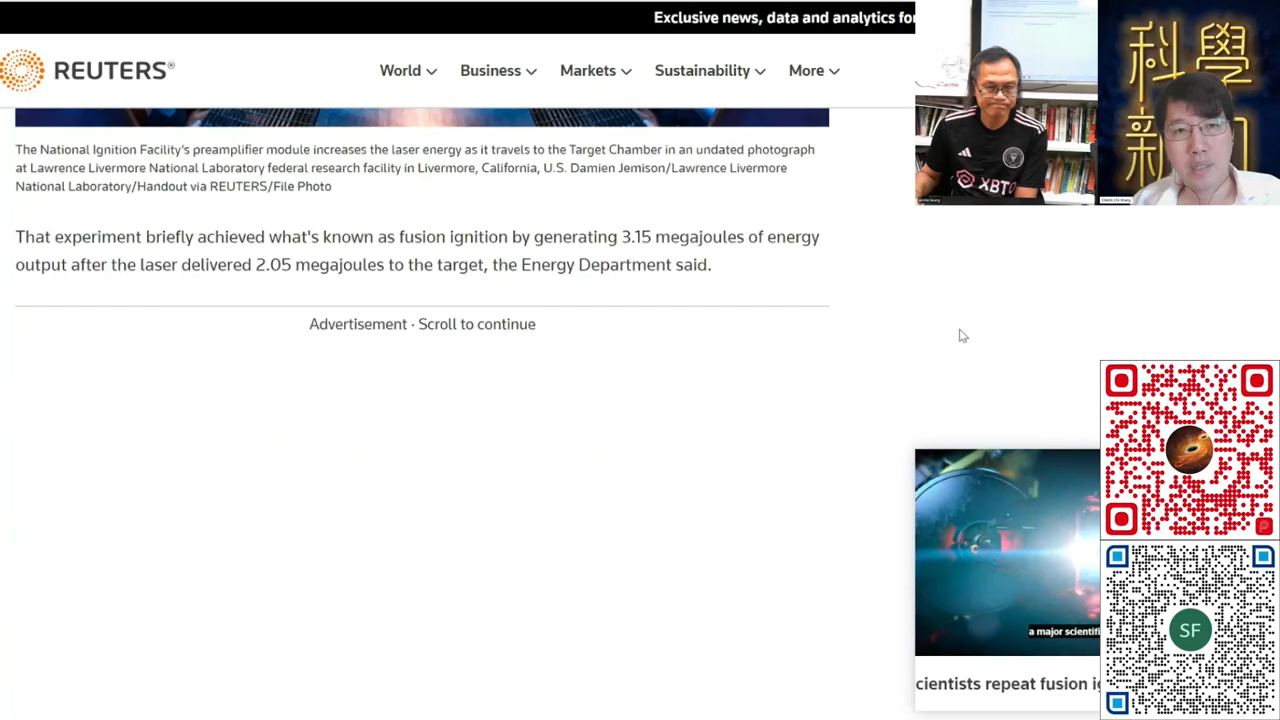 Exclusive news, data and analytics for
REUTERS®
World
Business
Markets
Sustainability
More
The National Ignition Facility's preamplifier module increases the laser energy as it travels to the Target Chamber in an undated photograph
at Lawrence Livermore National Laboratory federal research facility in Livermore, California, U.S. Damien Jemison/Lawrence Livermore
National Laboratory/Handout via REUTERS/File Photo
That experiment briefly achieved what's known as fusion ignition by generating 3.15 megajoules of energy
output after the laser delivered 2.05 megajoules to the target, the Energy Department said.
Advertisement · Scroll to continue
科學
新
XBTO
a major scientifi
cientists repeat fusion ig
SF